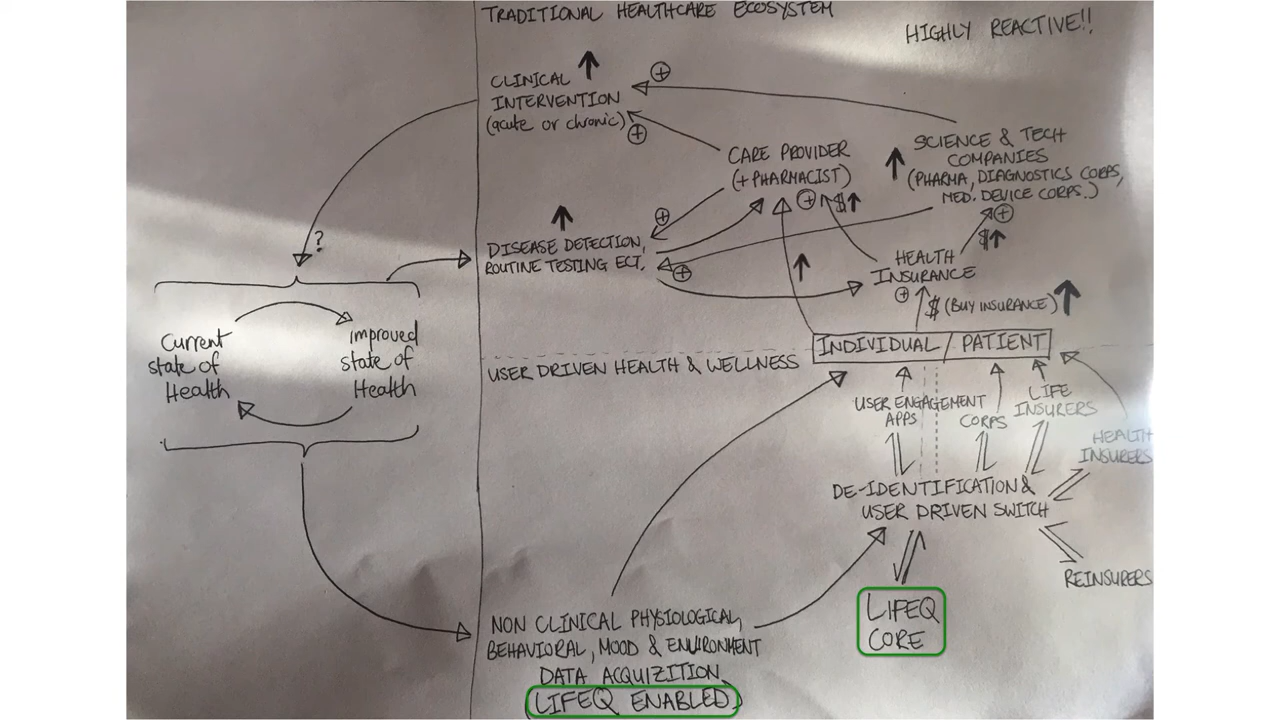 TRADITIONAL HEALTHCARE ECOSYSTEM
HIGHLY REACTIVE!!
CLINICAL
INTERVENTION
(acute or chronic)
+
+
CARE PROVIDER
(+ PHARMACIST)
+ $
SCIENCE & TECH
COMPANIES
(PHARMA, DIAGNOSTICS CORPS,
MED. DEVICE CORPS.)
+
$
?
+
DISEASE DETECTION,
ROUTINE TESTING ECT.
+
HEALTH
INSURANCE
+ $ (BUY INSURANCE)
INDIVIDUAL / PATIENT
Current
state of
Health
improved
state of
Health
USER DRIVEN HEALTH & WELLNESS
USER ENGAGEMENT
APPS
CORPS
LIFE
INSURERS
HEALTH
INSURERS
DE-IDENTIFICATION &
USER DRIVEN SWITCH
REINSURERS
LIFEQ
CORE
NON CLINICAL PHYSIOLOGICAL,
BEHAVIORAL, MOOD & ENVIRONMENT
DATA ACQUIZITION
(LIFEQ ENABLED)